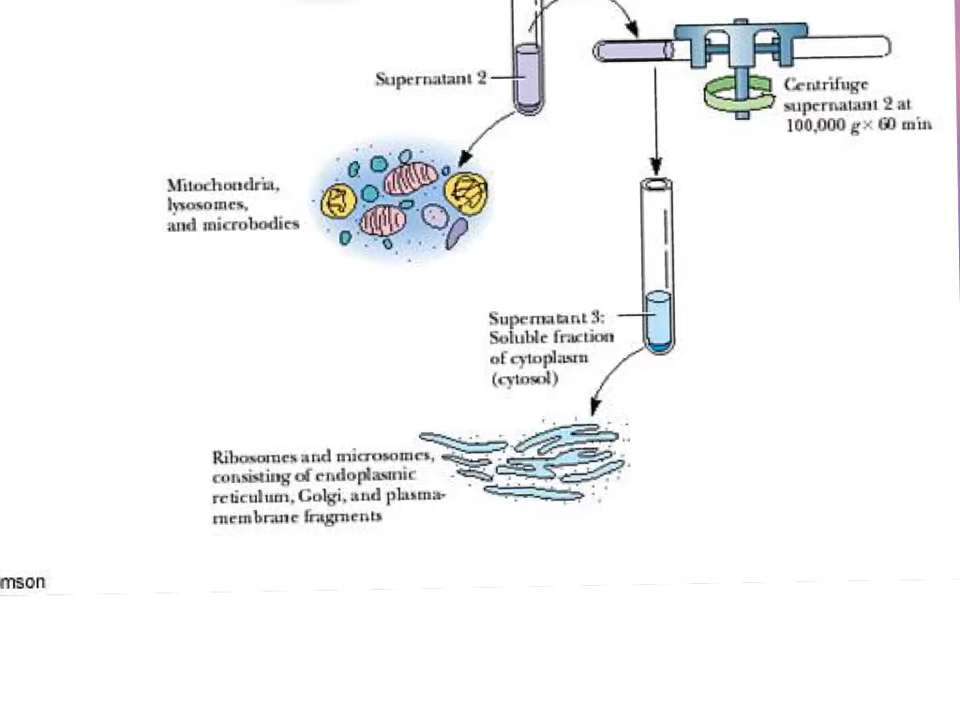 Supernatant 2
Centrifuge
supernatant 2 at
100,000 g × 60 min
Mitochondria,
lysosomes,
and microbodies
Supernatant 3:
Soluble fraction
of cytoplasm
(cytosol)
Ribosomes and microsomes,
consisting of endoplasmic
reticulum, Golgi, and plasma-
membrane fragments
mson